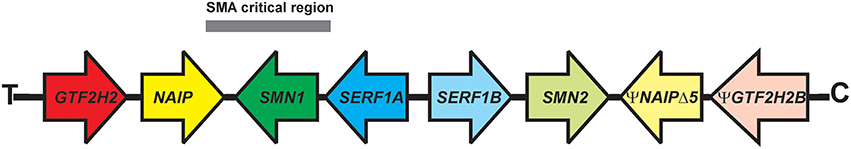 SMA critical region
T GTF2H2 NAIP SMN1 SERF1A SERF1B SMN2 ΨNAIPΔ5 ΨGTF2H2B C